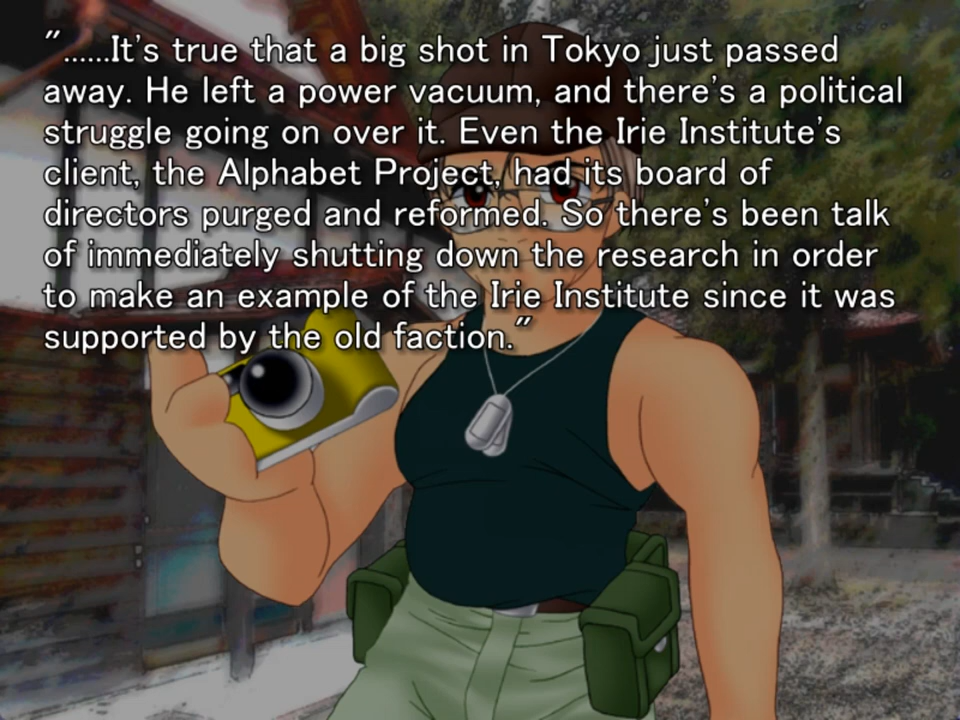 "......It's true that a big shot in Tokyo just passed
away. He left a power vacuum, and there's a political
struggle going on over it. Even the Irie Institute's
client, the Alphabet Project, had its board of
directors purged and reformed. So there's been talk
of immediately shutting down the research in order
to make an example of the Irie Institute since it was
supported by the old faction."